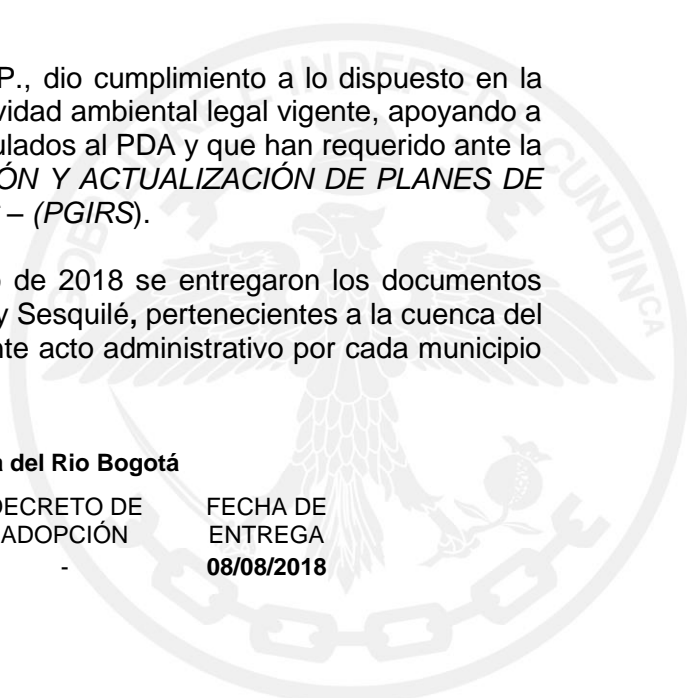 P., dio cumplimiento a lo dispuesto en la
vidad ambiental legal vigente, apoyando a
ulados al PDA y que han requerido ante la
ÓN Y ACTUALIZACIÓN DE PLANES DE
– (PGIRS).
o de 2018 se entregaron los documentos
y Sesquilé, pertenecientes a la cuenca del
nte acto administrativo por cada municipio
a del Rio Bogotá
DECRETO DE FECHA DE
ADOPCIÓN ENTREGA
- 08/08/2018